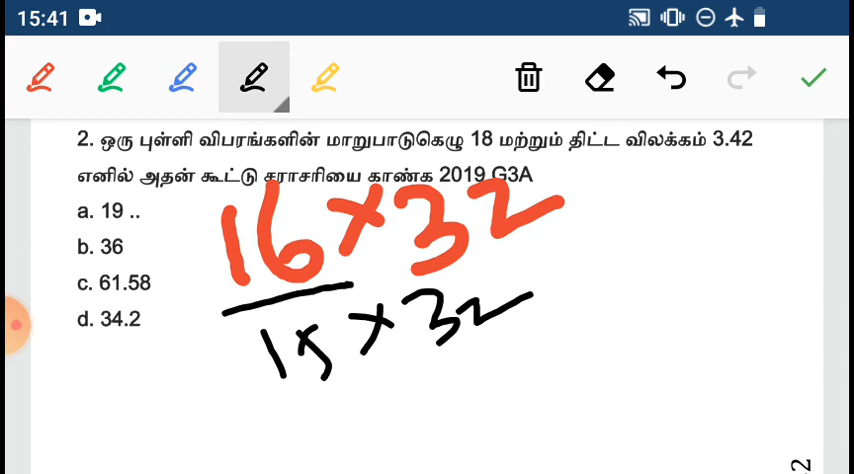 15:41
2. ஒரு புள்ளி விபரங்களின் மாறுபாடுகெழு 18 மற்றும் திட்ட விலக்கம் 3.42
எனில் அதன் கூட்டு சராசரியை காண்க 2019 G3A
a. 19 ..
16 × 32
b. 36
c. 61.58
15 × 32
d. 34.2
2